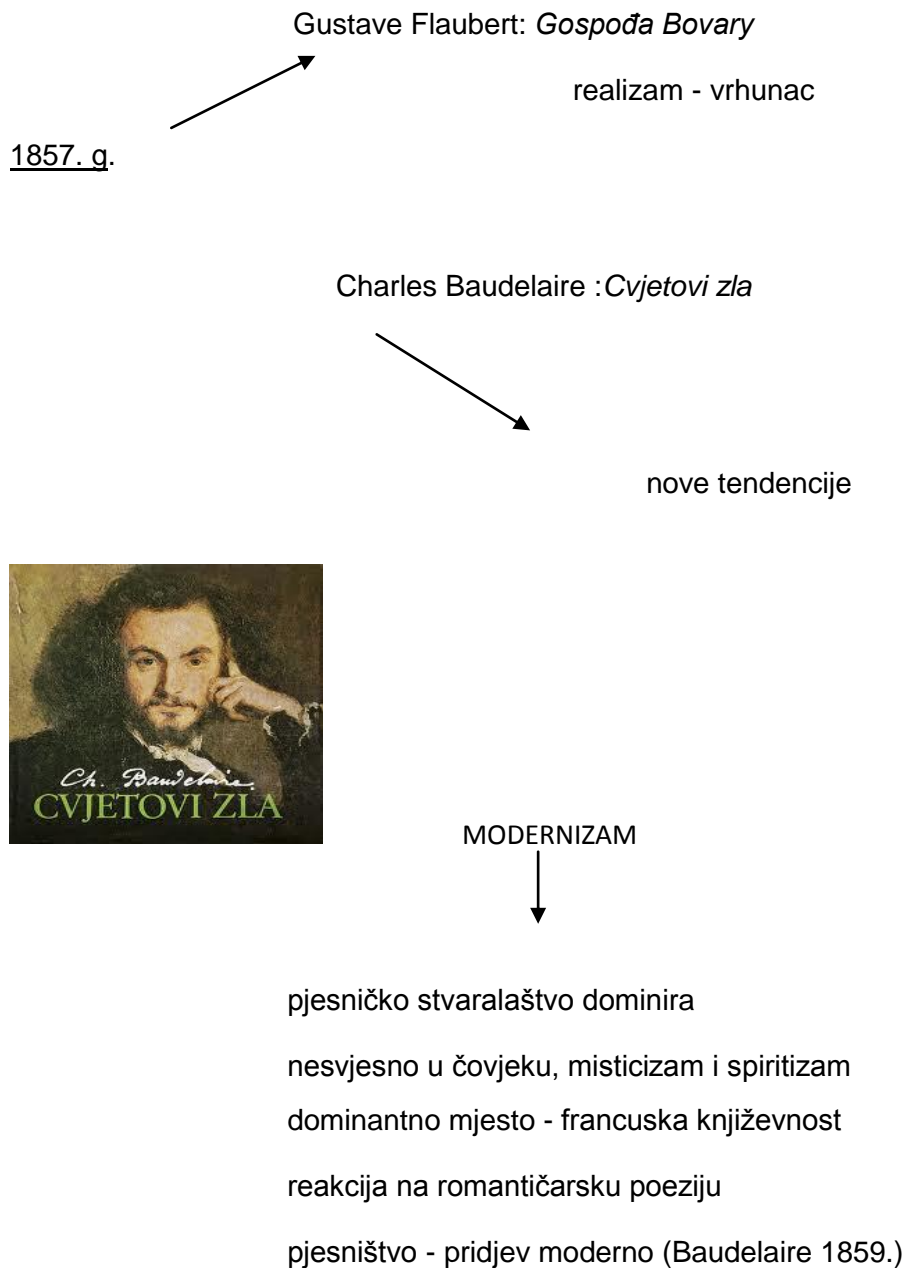 Gustave Flaubert: Gospođa Bovary
realizam - vrhunac
1857. g.
Charles Baudelaire :Cvjetovi zla
nove tendencije
Ch. Baudelaire.
CVJETOVI ZLA
MODERNIZAM
pjesničko stvaralaštvo dominira
nesvjesno u čovjeku, misticizam i spiritizam
dominantno mjesto - francuska književnost
reakcija na romantičarsku poeziju
pjesništvo - pridjev moderno (Baudelaire 1859.)